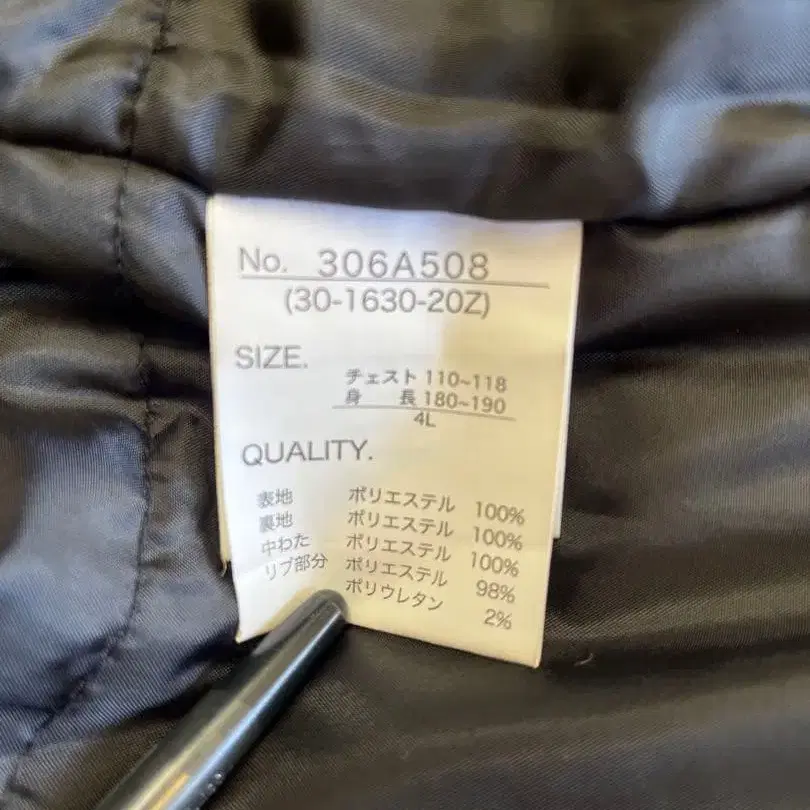 No. 306A508
(30-1630-20Z)
SIZE.
チェスト 110~118
身 長 180~190
4L
QUALITY.
表地 ポリエステル 100%
裏地 ポリエステル 100%
中わた ポリエステル 100%
リブ部分 ポリエステル 98%
ポリウレタン 2%